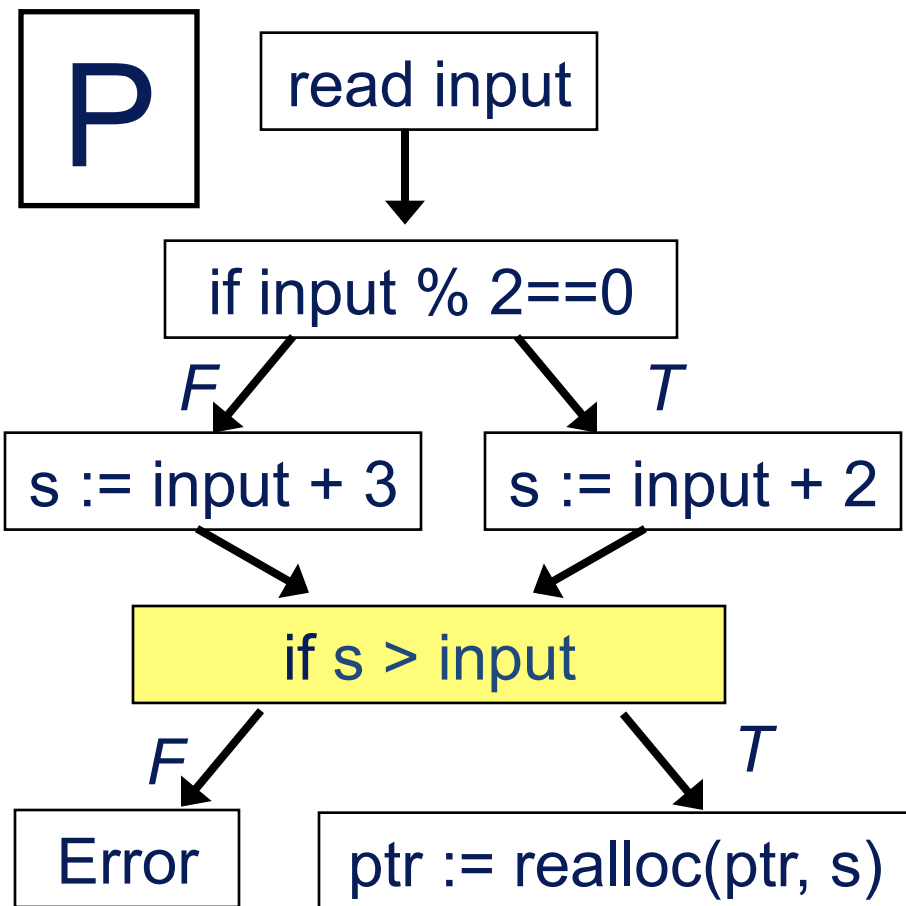 P
read input
if input % 2==0
F
T
s := input + 3
s := input + 2
if s > input
F
T
Error
ptr := realloc(ptr, s)